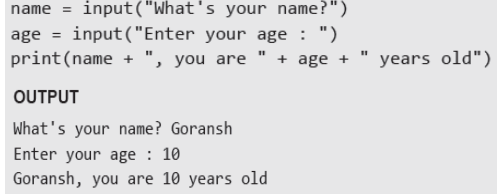 name = input("What's your name?")
age = input("Enter your age : ")
print(name + ", you are " + age + " years old")
OUTPUT
What's your name? Goransh
Enter your age : 10
Goransh, you are 10 years old